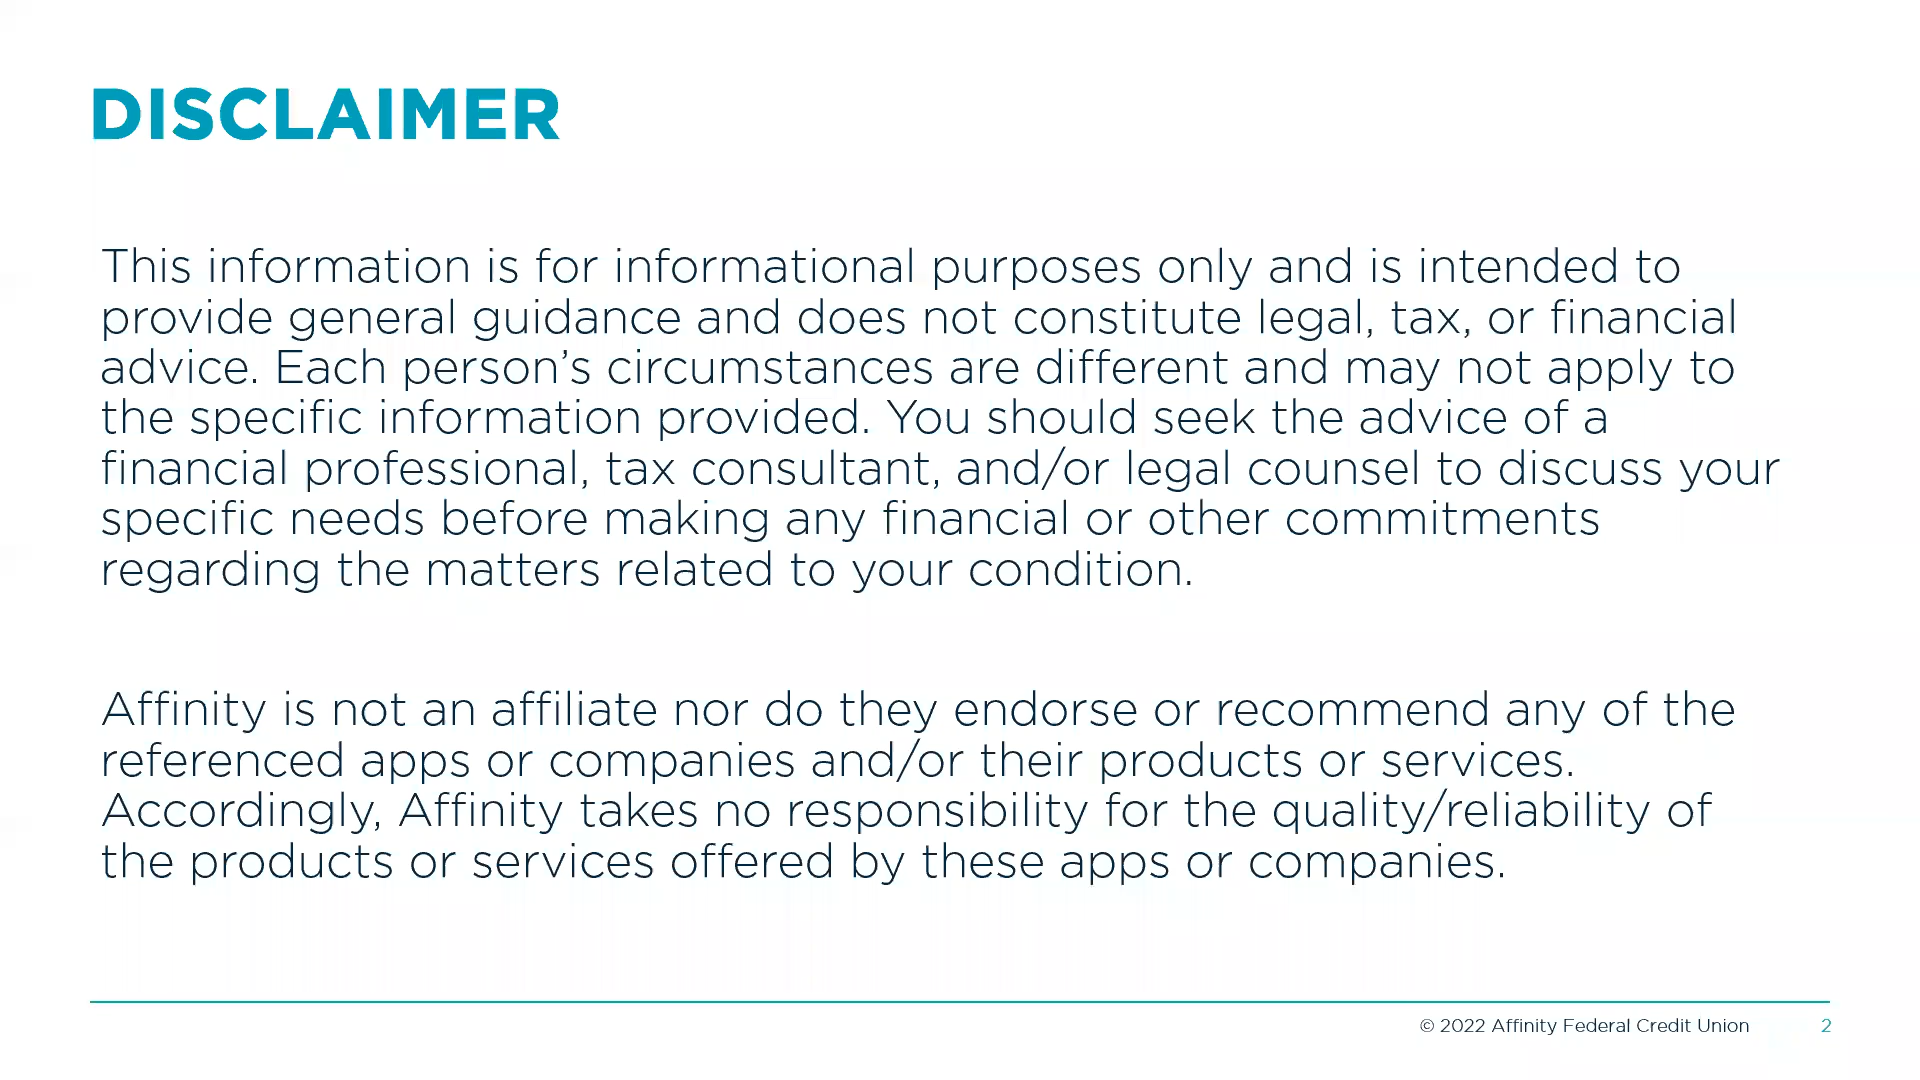 DISCLAIMER
This information is for informational purposes only and is intended to
provide general guidance and does not constitute legal, tax, or financial
advice. Each person’s circumstances are different and may not apply to
the specific information provided. You should seek the advice of a
financial professional, tax consultant, and/or legal counsel to discuss your
specific needs before making any financial or other commitments
regarding the matters related to your condition.
Affinity is not an affiliate nor do they endorse or recommend any of the
referenced apps or companies and/or their products or services.
Accordingly, Affinity takes no responsibility for the quality/reliability of
the products or services offered by these apps or companies.
© 2022 Affinity Federal Credit Union 2